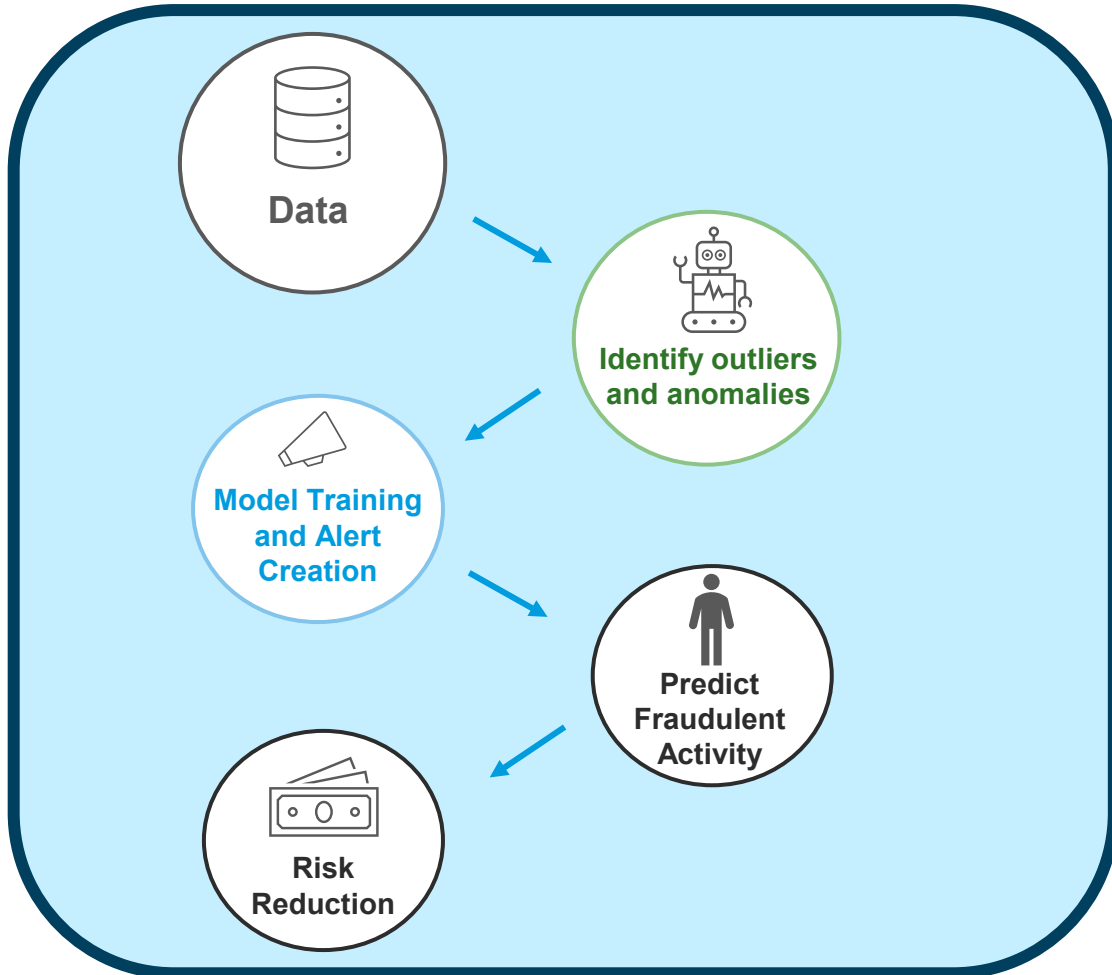 Data
Identify outliers
and anomalies
Model Training
and Alert
Creation
Predict
Fraudulent
Activity
Risk
Reduction